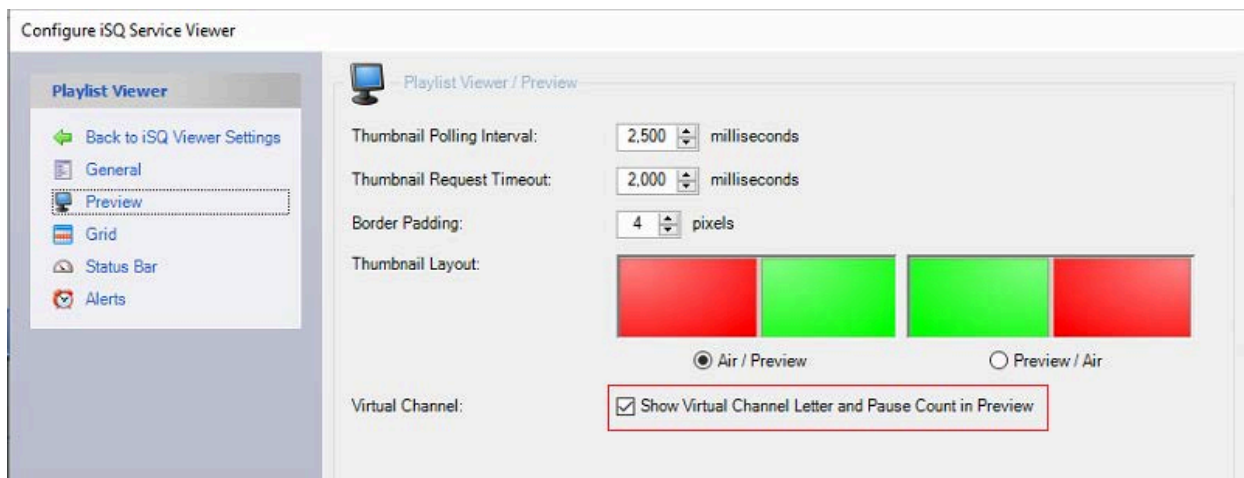 Configure iSQ Service Viewer
Playlist Viewer
Back to iSQ Viewer Settings
General
Preview
Grid
Status Bar
Alerts
Playlist Viewer / Preview
Thumbnail Polling Interval: 2,500 milliseconds
Thumbnail Request Timeout: 2,000 milliseconds
Border Padding: 4 pixels
Thumbnail Layout:
Air / Preview Preview / Air
Virtual Channel: Show Virtual Channel Letter and Pause Count in Preview